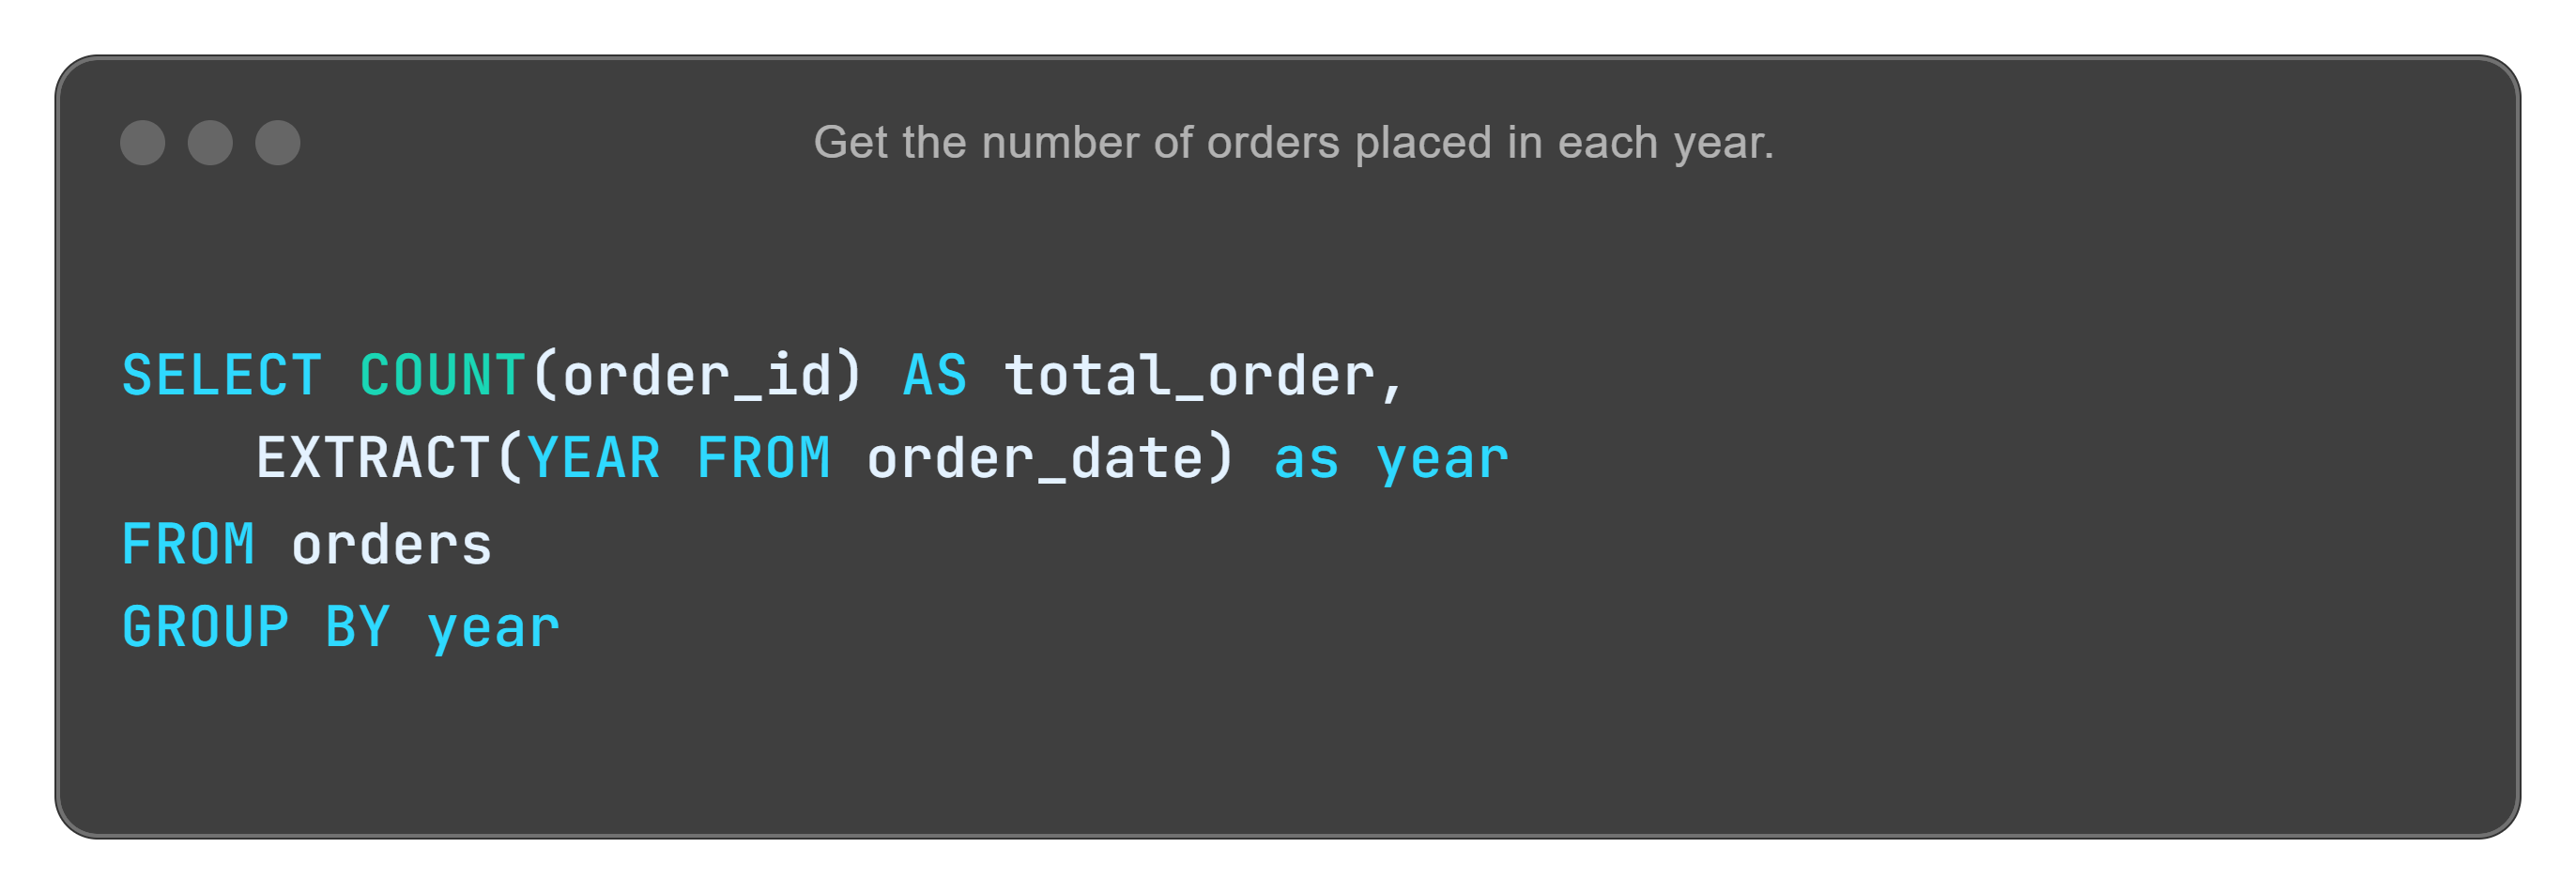 Get the number of orders placed in each year.
SELECT COUNT(order_id) AS total_order,
    EXTRACT(YEAR FROM order_date) as year
FROM orders
GROUP BY year